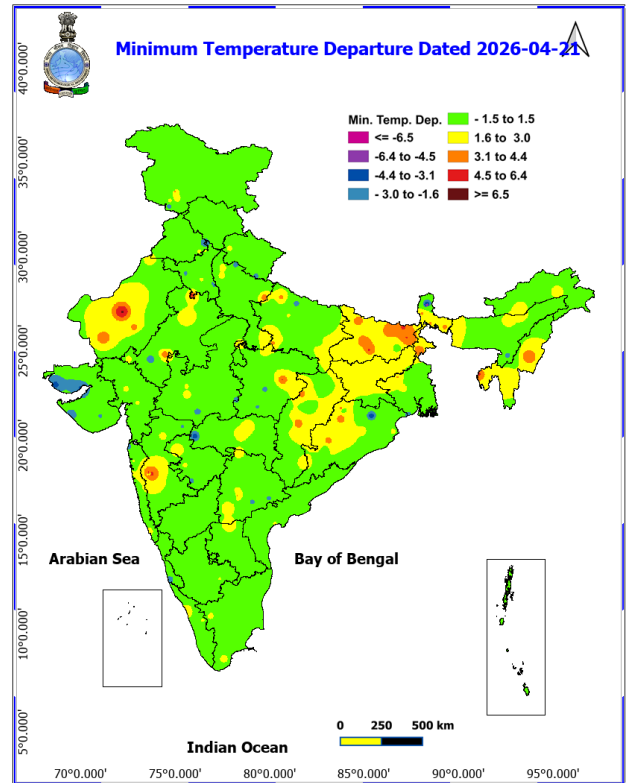 Minimum Temperature Departure Dated 2026-04-21
40°0.000'
35°0.000'
30°0.000'
25°0.000'
20°0.000'
15°0.000'
10°0.000'
5°0.000'
Min. Temp. Dep.
<= -6.5
-6.4 to -4.5
-4.4 to -3.1
- 3.0 to -1.6
- 1.5 to 1.5
1.6 to 3.0
3.1 to 4.4
4.5 to 6.4
>= 6.5
Arabian Sea
Bay of Bengal
Indian Ocean
0 250 500 km
70°0.000' 75°0.000' 80°0.000' 85°0.000' 90°0.000' 95°0.000'